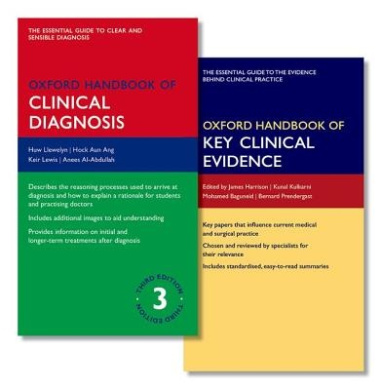 THE ESSENTIAL GUIDE TO CLEAR AND
SENSIBLE DIAGNOSIS
OXFORD HANDBOOK OF
CLINICAL
DIAGNOSIS
Huw Llewelyn | Hock Aun Ang
Keir Lewis | Anees Al-Abdullah
Describes the reasoning processes used to arrive at
diagnosis and how to explain a rationale for students
and practising doctors
Includes additional images to aid understanding
Provides information on initial and
longer-term treatments after diagnosis
THIRD EDITION
3
THIRD EDITION
THE ESSENTIAL GUIDE TO THE EVIDENCE
BEHIND CLINICAL PRACTICE
OXFORD HANDBOOK OF
KEY CLINICAL
EVIDENCE
Edited by James Harrison | Kunal Kulkarni
Mohamed Baguneid | Bernard Prendergast
Key papers that influence current medical
and surgical practice
Chosen and reviewed by specialists for
their relevance
Includes standardised, easy-to-read summaries